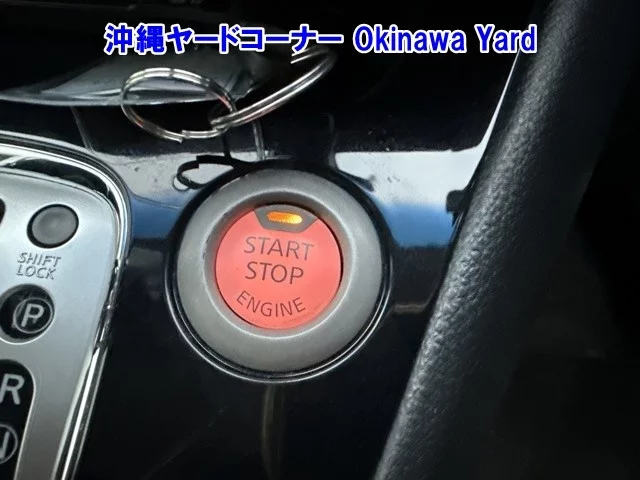 沖縄ヤードコーナー Okinawa Yard
SHIFT
LOCK
P
R
N
START
STOP
ENGINE